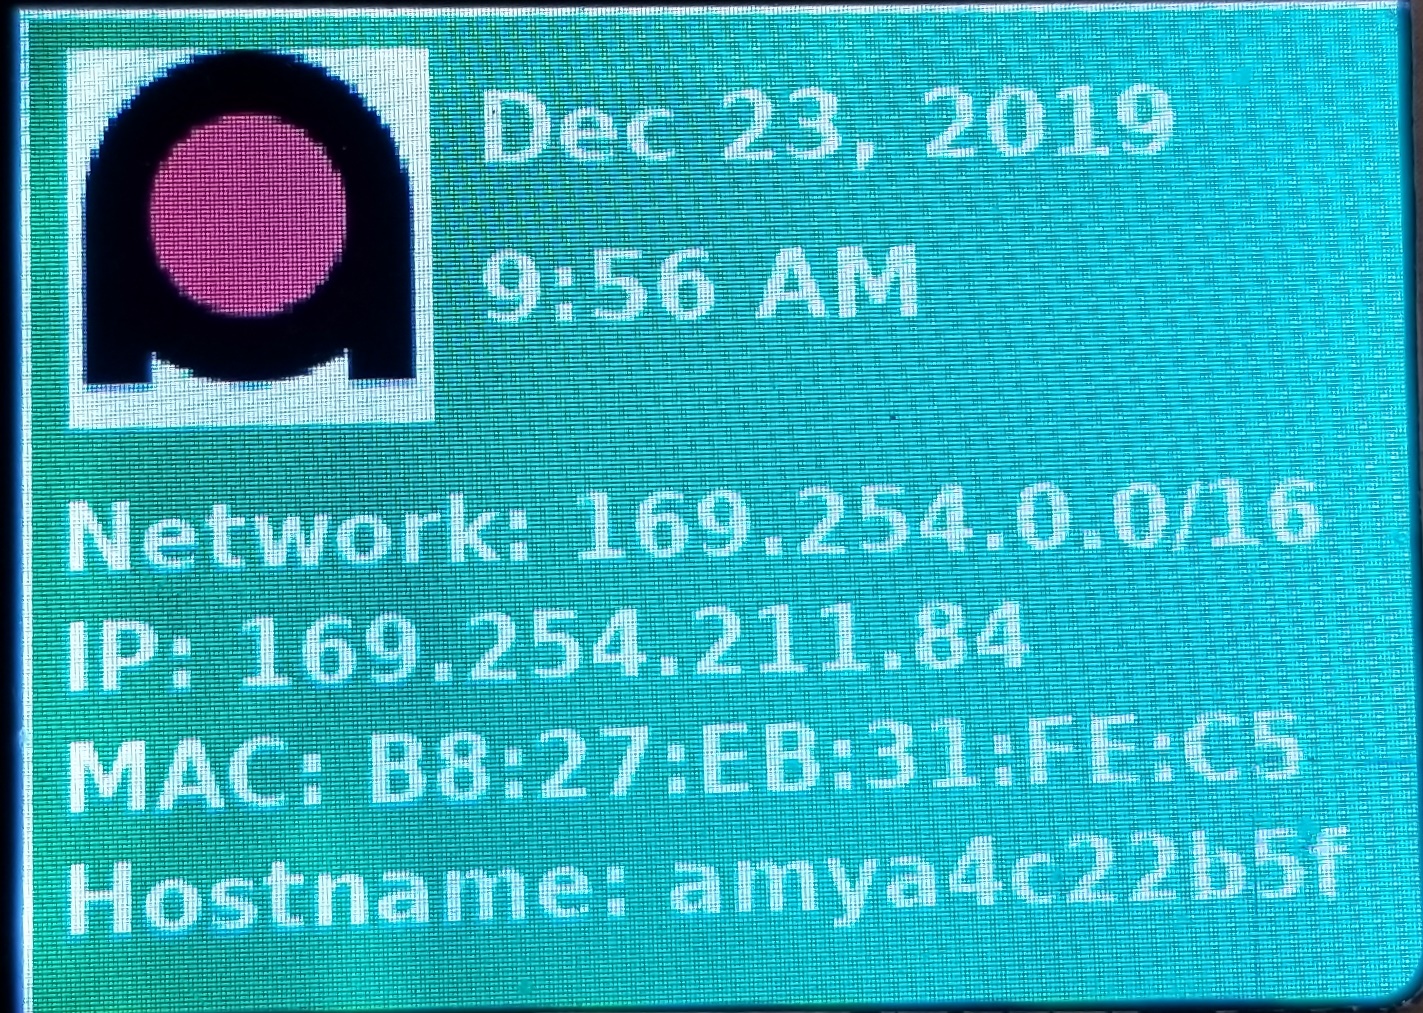 Dec 23, 2019
9:56 AM
Network: 169.254.0.0/16
IP: 169.254.211.84
MAC: B8:27:EB:31:FE:C5
Hostname: amya4c22b5f